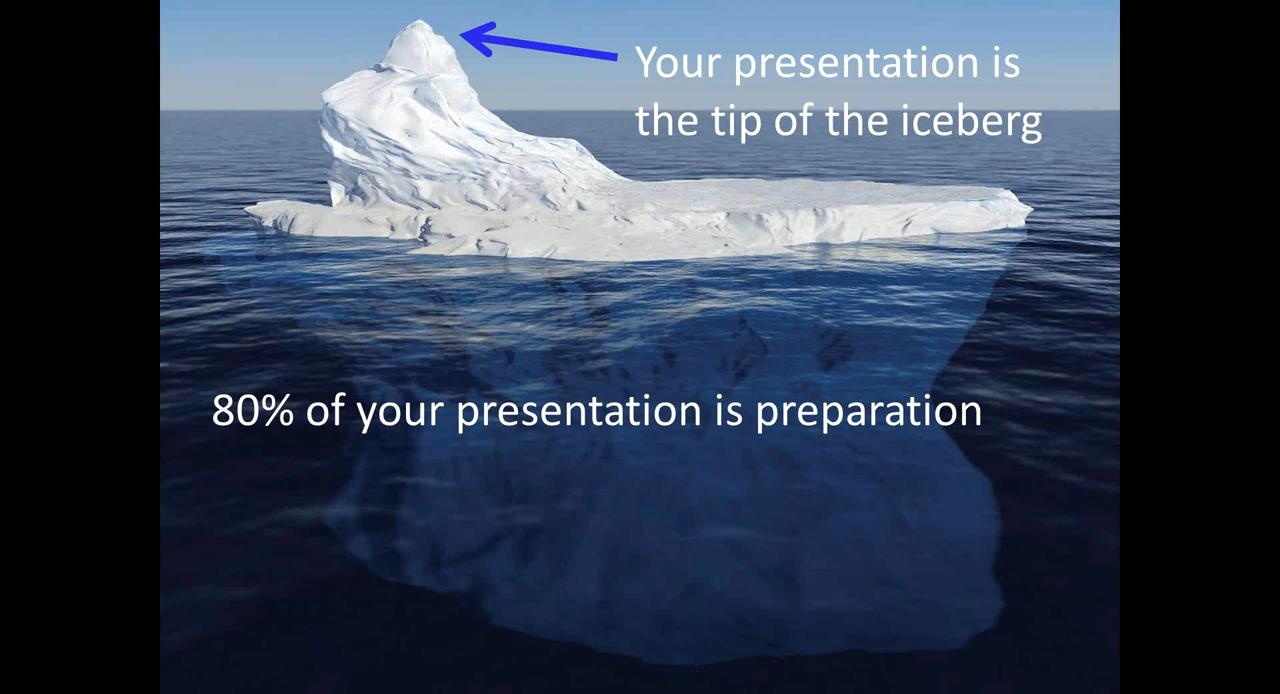 Your presentation is
the tip of the iceberg
80% of your presentation is preparation